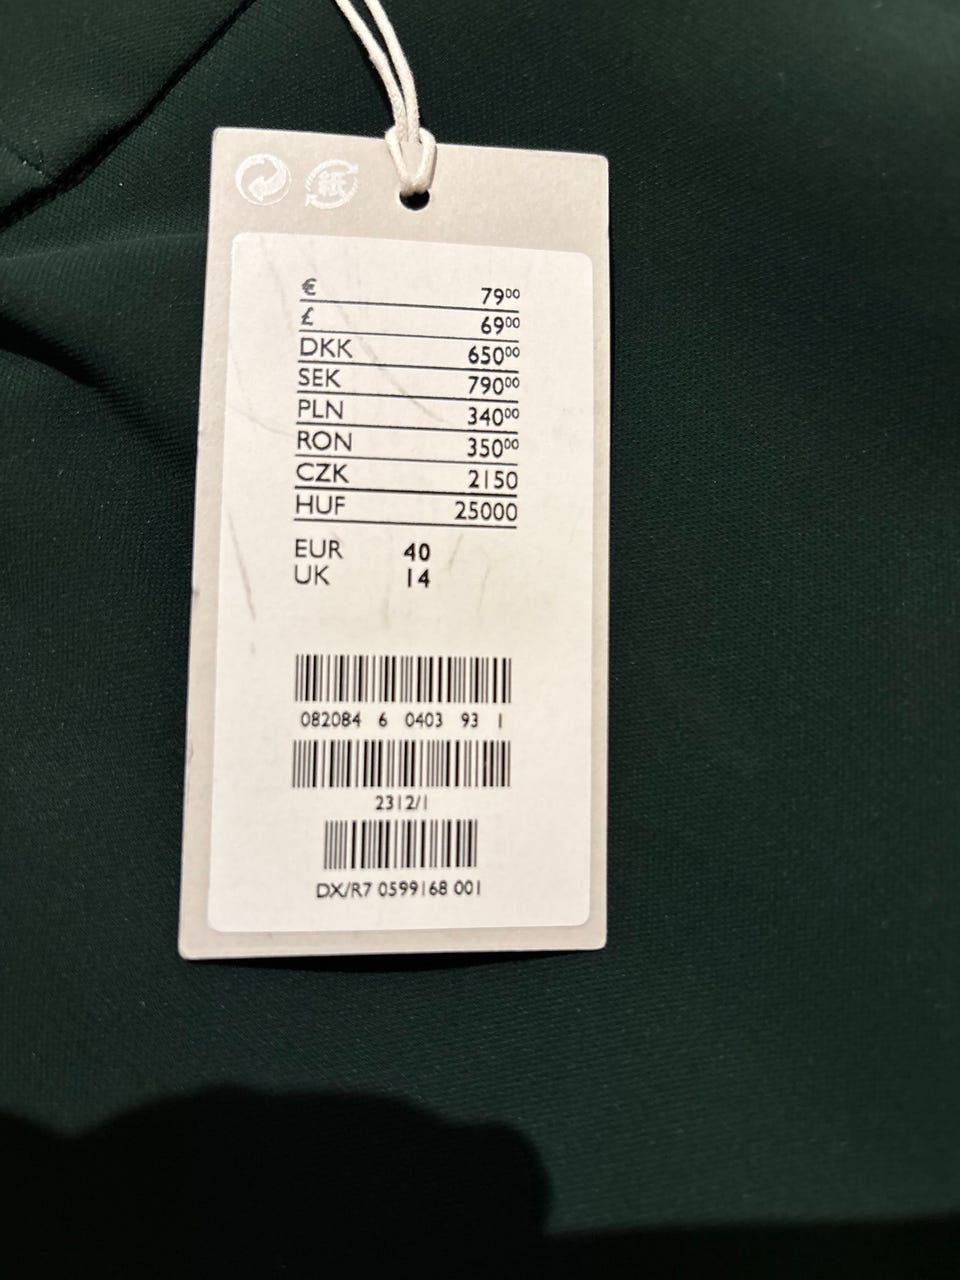 紙
€ 79⁰⁰
£ 69⁰⁰
DKK 650⁰⁰
SEK 790⁰⁰
PLN 340⁰⁰
RON 350⁰⁰
CZK 2150
HUF 25000
EUR 40
UK 14
082084 6 0403 93 1
2312/1
DX/R7 0599168 001